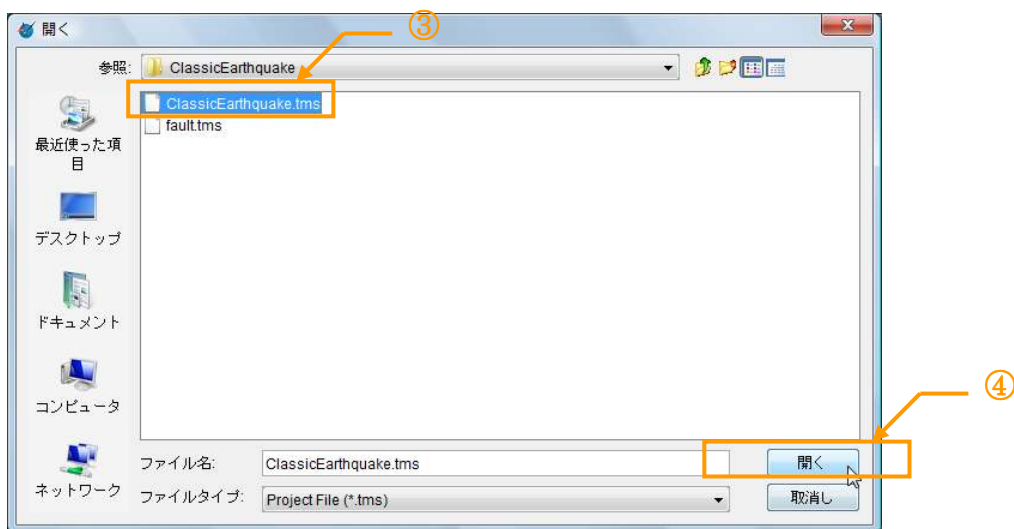 ③
開く
参照: ClassicEarthquake
ClassicEarthquake.tms
fault.tms
最近使った項
目
デスクトップ
ドキュメント
コンピュータ
ネットワーク
④
ファイル名: ClassicEarthquake.tms 開く
ファイルタイプ: Project File (*.tms) 取消し